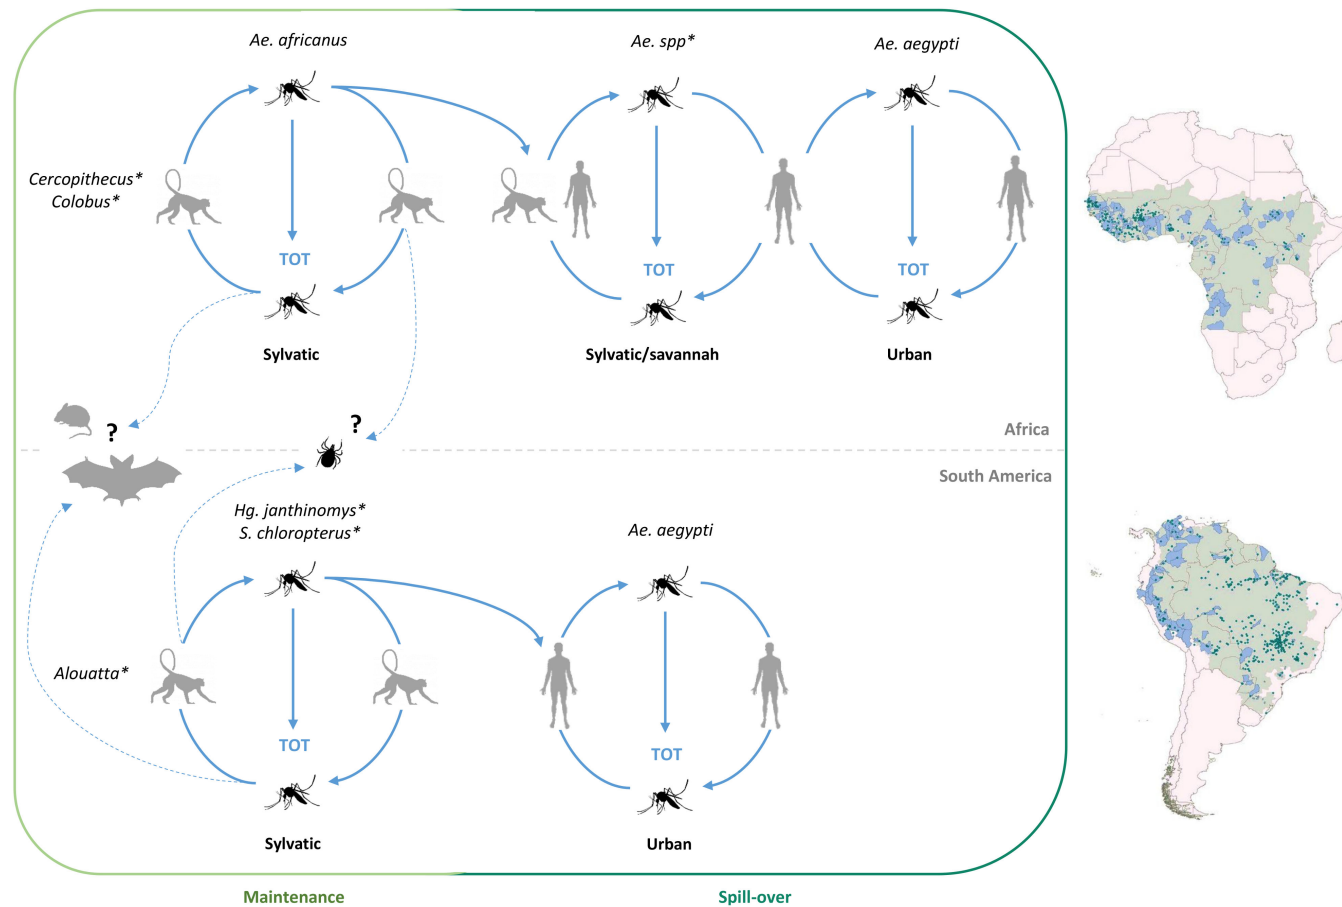 Ae. africanus
Ae. spp*
Ae. aegypti
Cercopithecus*
Colobus*
TOT
TOT
TOT
Sylvatic
Sylvatic/savannah
Urban
?
?
Africa
South America
Hg. janthinomys*
S. chloropterus*
Ae. aegypti
Alouatta*
TOT
TOT
Sylvatic
Urban
Maintenance
Spill-over